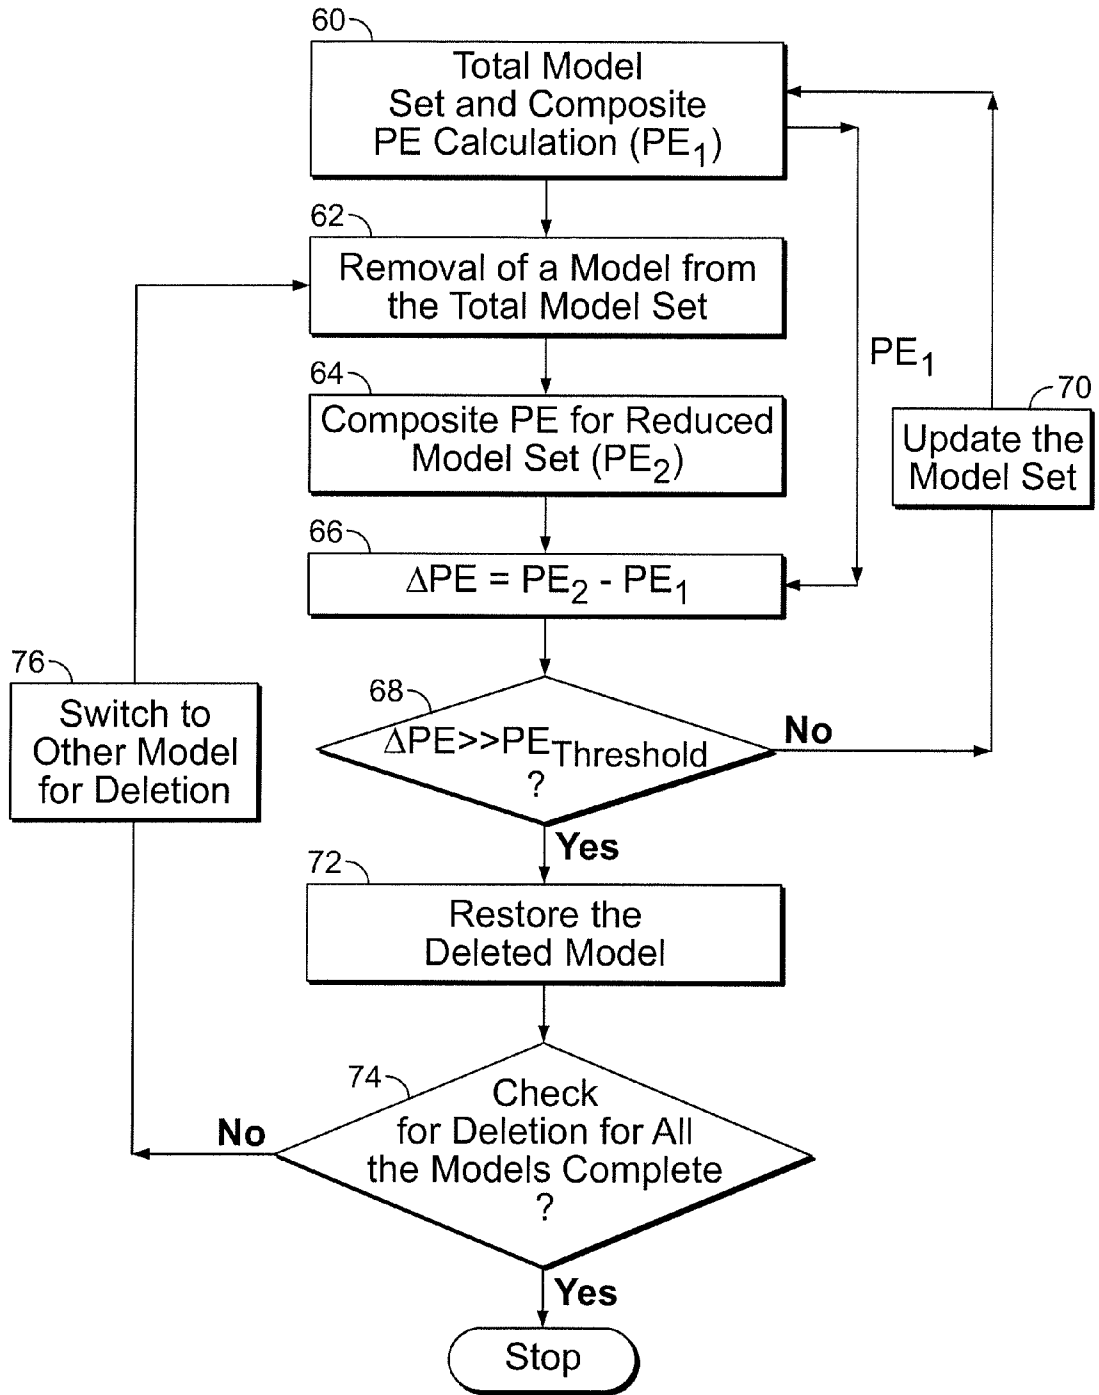 60
Total Model
Set and Composite
PE Calculation (PE₁)
62
Removal of a Model from
the Total Model Set
PE₁
64
Composite PE for Reduced
Model Set (PE₂)
70
Update the
Model Set
66
ΔPE = PE₂ - PE₁
76
Switch to
Other Model
for Deletion
68
ΔPE>>PE_Threshold
?
No
Yes
72
Restore the
Deleted Model
74
Check
for Deletion for All
the Models Complete
?
No
Yes
Stop